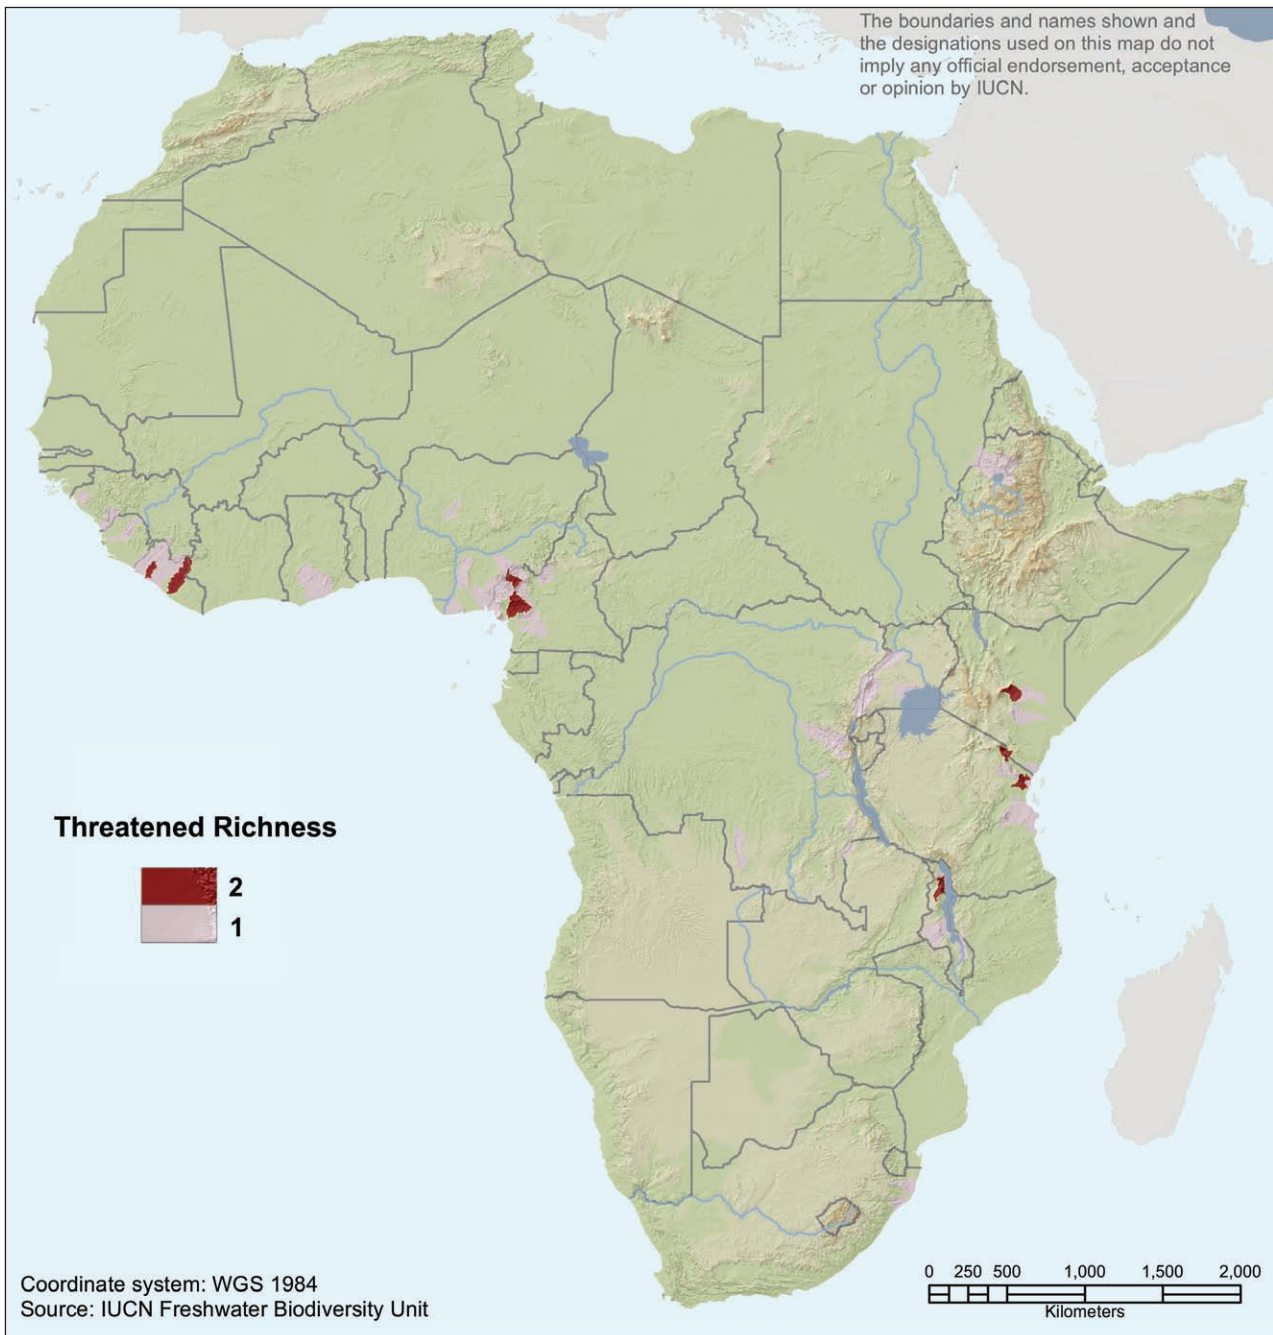 The boundaries and names shown and
the designations used on this map do not
imply any official endorsement, acceptance
or opinion by IUCN.
Threatened Richness
2
1
Coordinate system: WGS 1984
Source: IUCN Freshwater Biodiversity Unit
0 250 500 1,000 1,500 2,000
Kilometers